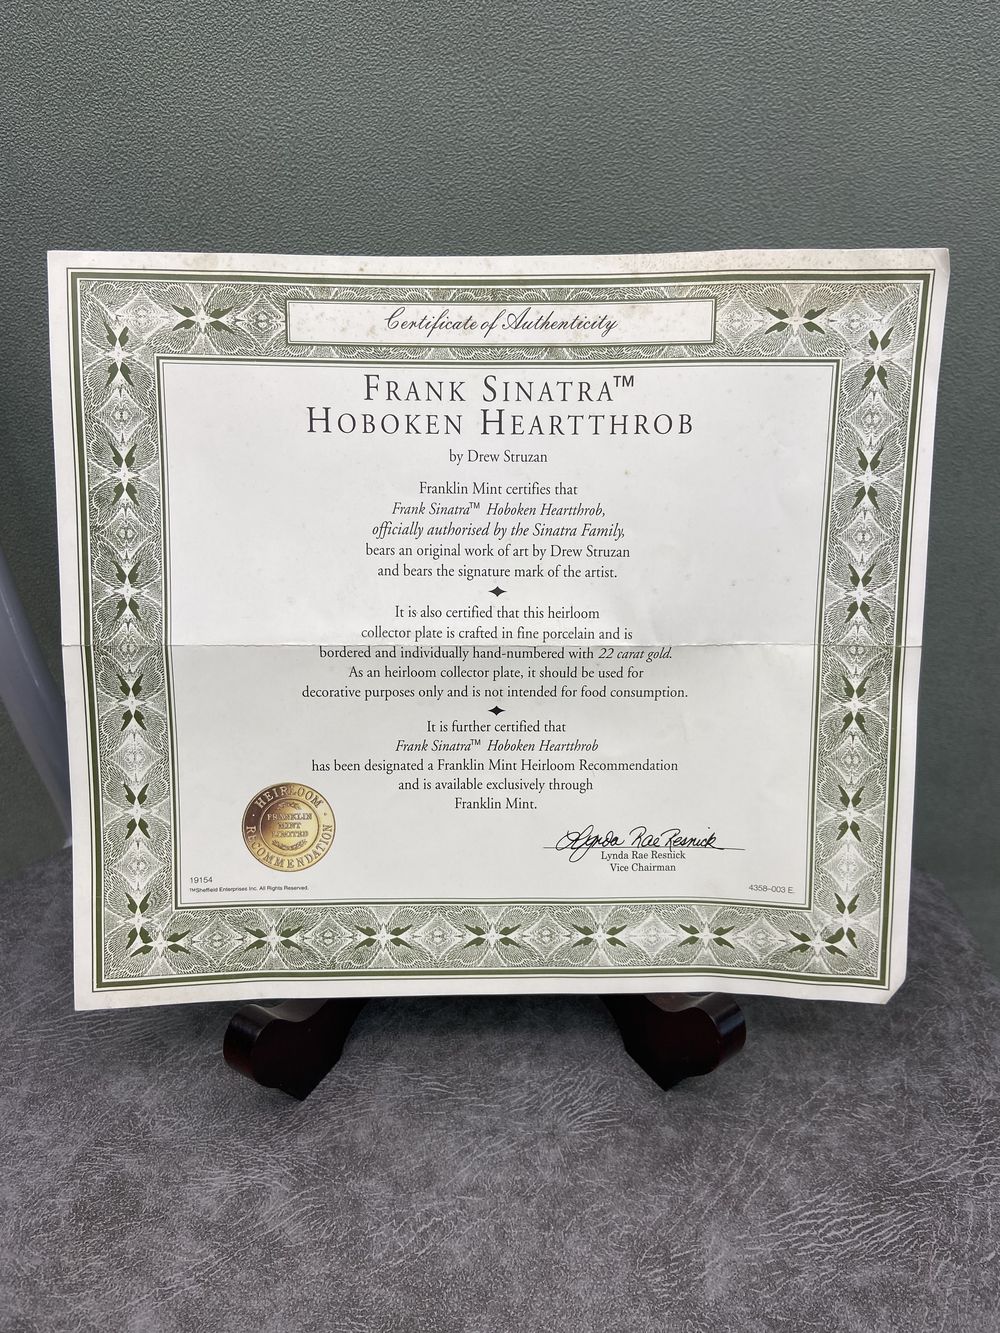 Certificate of Authenticity
FRANK SINATRA™
HOBOKEN HEARTTHROB
by Drew Struzan
Franklin Mint certifies that
Frank Sinatra™ Hoboken Heartthrob,
officially authorised by the Sinatra Family,
bears an original work of art by Drew Struzan
and bears the signature mark of the artist.
It is also certified that this heirloom
collector plate is crafted in fine porcelain and is
bordered and individually hand-numbered with 22 carat gold.
As an heirloom collector plate, it should be used for
decorative purposes only and is not intended for food consumption.
It is further certified that
Frank Sinatra™ Hoboken Heartthrob
has been designated a Franklin Mint Heirloom Recommendation
and is available exclusively through
Franklin Mint.
HEIRLOOM
FRANKLIN
MINT
LIMITED
RECOMMENDATION
Lynda Rae Resnick
Lynda Rae Resnick
Vice Chairman
19154
™Sheffield Enterprises Inc. All Rights Reserved.
4358–003 E.